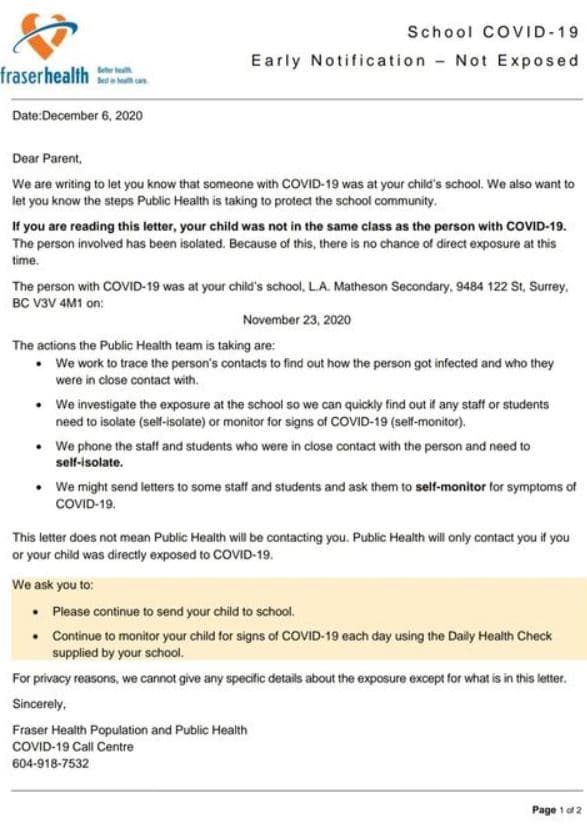 School COVID-19
Early Notification – Not Exposed
fraserhealth
Better health.
Best in health care.
Date:December 6, 2020
Dear Parent,
We are writing to let you know that someone with COVID-19 was at your child's school. We also want to
let you know the steps Public Health is taking to protect the school community.
If you are reading this letter, your child was not in the same class as the person with COVID-19.
The person involved has been isolated. Because of this, there is no chance of direct exposure at this
time.
The person with COVID-19 was at your child's school, L.A. Matheson Secondary, 9484 122 St, Surrey,
BC V3V 4M1 on:
November 23, 2020
The actions the Public Health team is taking are:
• We work to trace the person's contacts to find out how the person got infected and who they
were in close contact with.
• We investigate the exposure at the school so we can quickly find out if any staff or students
need to isolate (self-isolate) or monitor for signs of COVID-19 (self-monitor).
• We phone the staff and students who were in close contact with the person and need to
self-isolate.
• We might send letters to some staff and students and ask them to self-monitor for symptoms of
COVID-19.
This letter does not mean Public Health will be contacting you. Public Health will only contact you if you
or your child was directly exposed to COVID-19.
We ask you to:
• Please continue to send your child to school.
• Continue to monitor your child for signs of COVID-19 each day using the Daily Health Check
supplied by your school.
For privacy reasons, we cannot give any specific details about the exposure except for what is in this letter.
Sincerely,
Fraser Health Population and Public Health
COVID-19 Call Centre
604-918-7532
Page 1 of 2